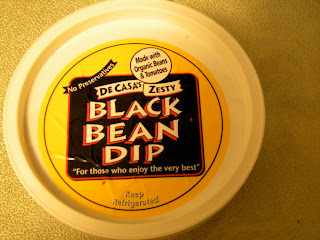 No Preservatives!
Made with
Organic Beans
& Tomatoes
DE CASA'S ZESTY
BLACK
BEAN
DIP
"For those who enjoy the very best"
Keep
Refrigerated